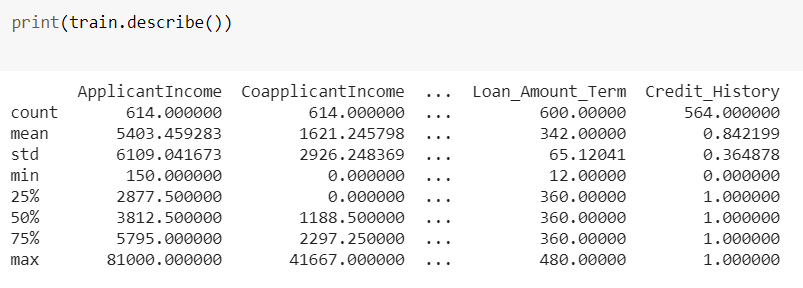 print(train.describe())
ApplicantIncome CoapplicantIncome ... Loan_Amount_Term Credit_History
count 614.000000 614.000000 ... 600.00000 564.000000
mean 5403.459283 1621.245798 ... 342.00000 0.842199
std 6109.041673 2926.248369 ... 65.12041 0.364878
min 150.000000 0.000000 ... 12.00000 0.000000
25% 2877.500000 0.000000 ... 360.00000 1.000000
50% 3812.500000 1188.500000 ... 360.00000 1.000000
75% 5795.000000 2297.250000 ... 360.00000 1.000000
max 81000.000000 41667.000000 ... 480.00000 1.000000